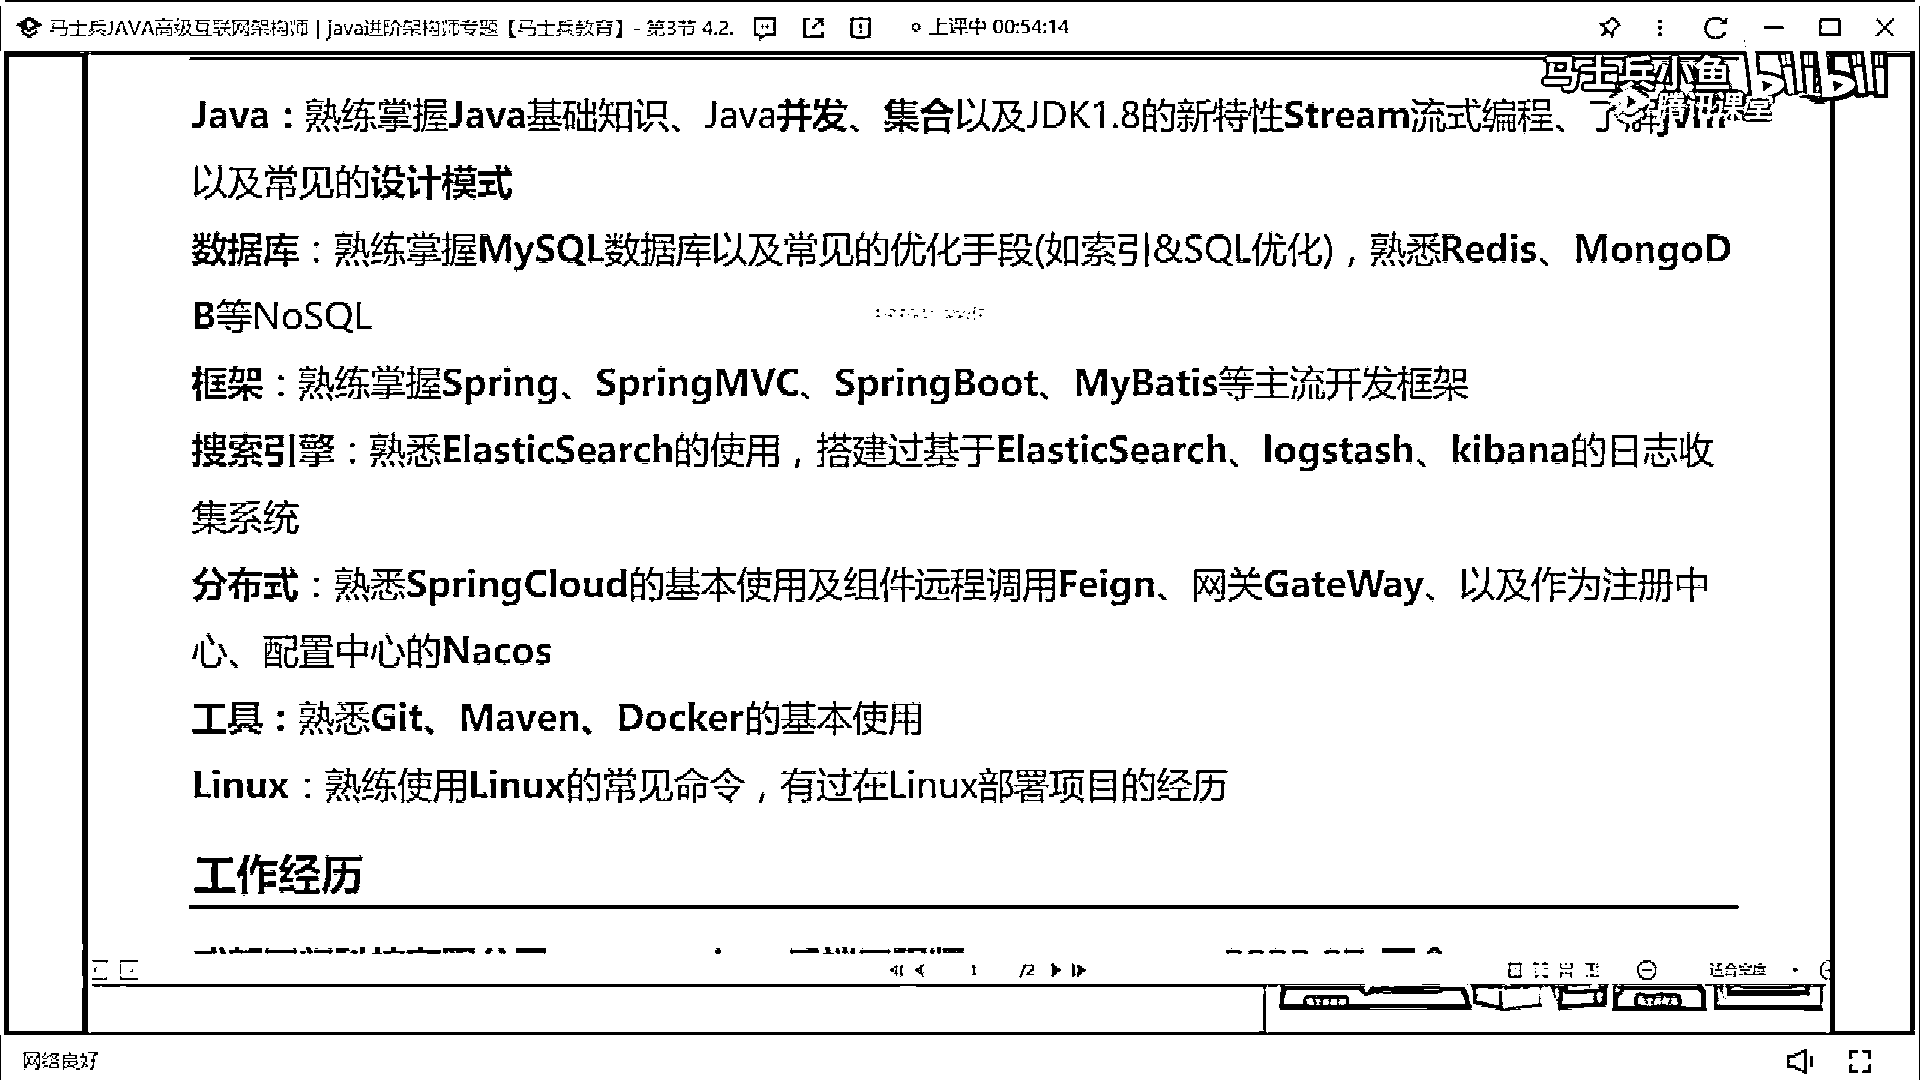 马士兵JAVA高级互联网架构师 | java进阶架构师专题【马士兵教育】- 第3节 4.2. 上课中 00:54:14
马士兵小鱼 bilibili
腾讯课堂
Java：熟练掌握Java基础知识、Java并发、集合以及JDK1.8的新特性Stream流式编程、了解jvm
以及常见的设计模式
数据库：熟练掌握MySQL数据库以及常见的优化手段(如索引&SQL优化)，熟悉Redis、MongoD
B等NoSQL
框架：熟练掌握Spring、SpringMVC、SpringBoot、MyBatis等主流开发框架
搜索引擎：熟悉ElasticSearch的使用，搭建过基于ElasticSearch、logstash、kibana的日志收
集系统
分布式：熟悉SpringCloud的基本使用及组件远程调用Feign、网关GateWay、以及作为注册中
心、配置中心的Nacos
工具：熟悉Git、Maven、Docker的基本使用
Linux：熟练使用Linux的常见命令，有过在Linux部署项目的经历
工作经历
1 /2 适合宽度
网络良好